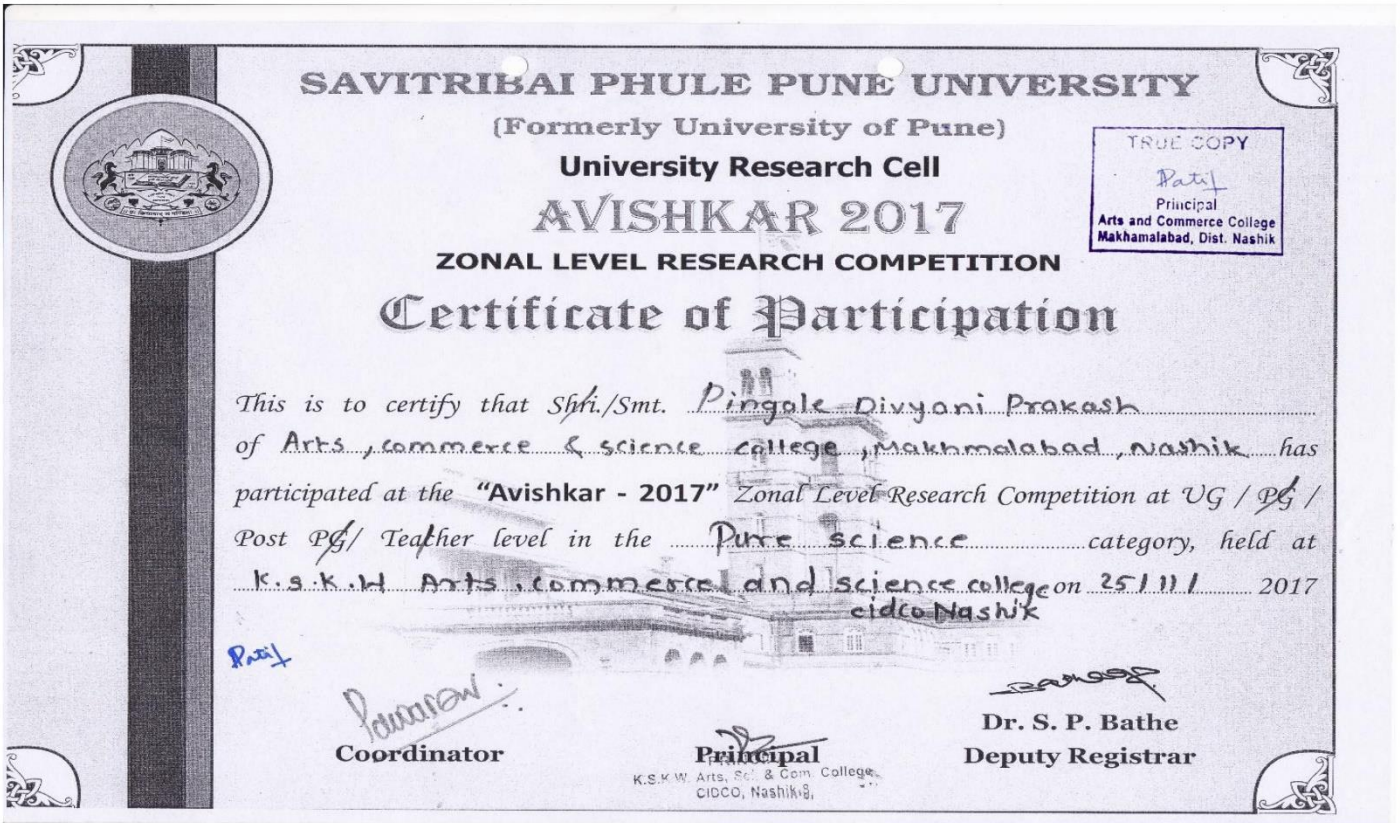 SAVITRIBAI PHULE PUNE UNIVERSITY
(Formerly University of Pune)
University Research Cell
AVISHKAR 2017
ZONAL LEVEL RESEARCH COMPETITION
Certificate of Participation
TRUE COPY
Patil
Principal
Arts and Commerce College
Makhamalabad, Dist. Nashik
This is to certify that Shri./Smt. Pingale Divyani Prakash
of Arts, commerce & science college, Makhmalabad, Nashik has
participated at the "Avishkar - 2017" Zonal Level Research Competition at UG / PG /
Post PG/ Teacher level in the Pure science category, held at
K.S.K.W Arts, commerce and science college on 25/11/ 2017
cidco Nashik
Patil
Coordinator
Principal
K.S.K.W. Arts, Sci. & Com. College,
CIDCO, Nashik-8,
Dr. S. P. Bathe
Deputy Registrar